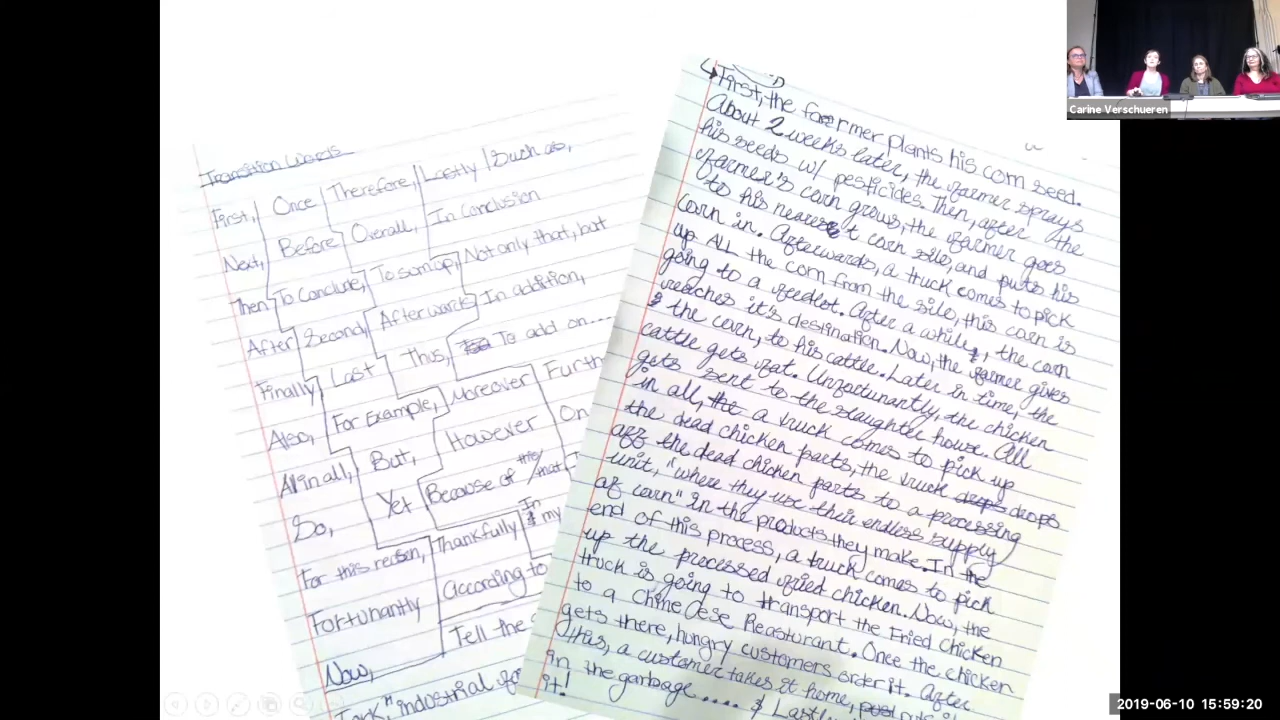 Transition Words
First, Once Therefore, Lastly Such as,
Next, Before Overall, In Conclusion
Then To Conclude, To sum up, Not only that, but
After Second, Afterwards In addition,
Finally Last Thus, To add on....
Also, For Example, Moreover
All in all, But, However On
So, Yet Because of
For this reason, Thankfully In my
Fortunantly According to
Now, Tell the
"industrial
First, the farmer plants his corn seed.
About 2 weeks later, the farmer sprays
his seeds w/ pesticides. Then, after the
farmer's corn grows, the farmer goes
to his nearest corn silo, and puts his
corn in. Afterwards, a truck comes to pick
up ALL the corn from the silo, this corn is
going to a feedlot. After a while, the corn
reaches it's destination. Now, the farmer gives
the corn, to his cattle. Later in time, the
cattle gets fat. Unfortunantly, the chicken
gets sent to the slaughter house. All
in all, a truck comes to pick up
the dead chicken parts, the truck drops
off the dead chicken parts to a processing
unit, "where they use their endless supply
of corn" in the products they make. In the
end of this process, a truck comes to pick
up the processed fried chicken. Now, the
truck is going to transport the Fried chicken
to a Chineese Reasturant. Once the chicken
gets there, hungry customers order it. After
this, a customer takes it home,
in the garbage....
it!
Carine Verschueren
2019-06-10 15:59:20